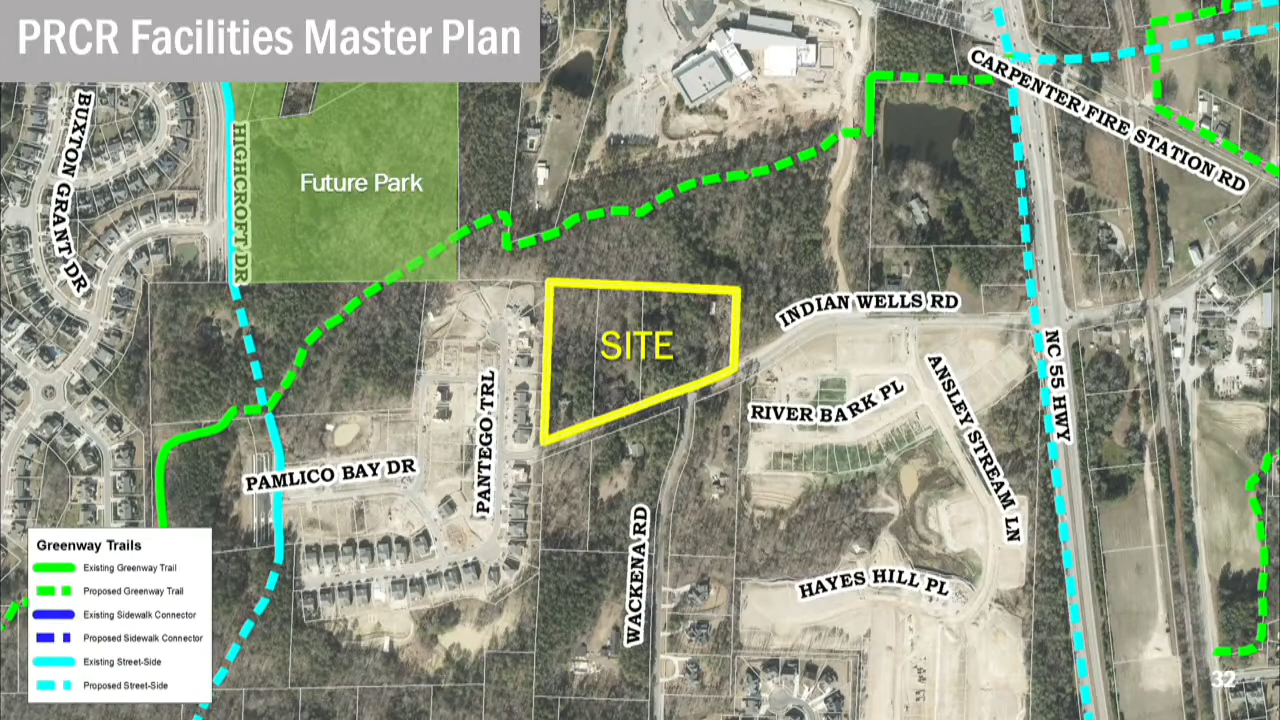 PRCR Facilities Master Plan
CARPENTER FIRE STATION RD
BUXTON GRANT DR
HIGHCROFT DR
Future Park
INDIAN WELLS RD
SITE
NC 55 HWY
ANSLEY STREAM LN
RIVER BARK PL
PANTEGO TRL
PAMLICO BAY DR
WACKENA RD
HAYES HILL PL
Greenway Trails
Existing Greenway Trail
Proposed Greenway Trail
Existing Sidewalk Connector
Proposed Sidewalk Connector
Existing Street-Side
Proposed Street-Side
32